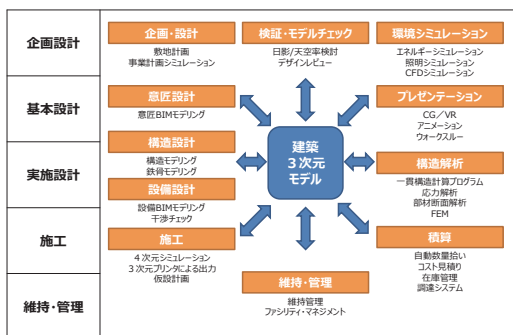 企画設計
基本設計
実施設計
施工
維持・管理
企画・設計
敷地計画
事業計画シミュレーション
検証・モデルチェック
日影/天空率検討
デザインレビュー
環境シミュレーション
エネルギーシミュレーション
照明シミュレーション
CFDシミュレーション
意匠設計
意匠BIMモデリング
プレゼンテーション
CG／VR
アニメーション
ウォークスルー
建築
３次元
モデル
構造設計
構造モデリング
鉄骨モデリング
構造解析
一貫構造計算プログラム
応力解析
部材断面解析
FEM
設備設計
設備BIMモデリング
干渉チェック
施工
４次元シミュレーション
３次元プリンタによる出力
仮設計画
積算
自動数量拾い
コスト見積り
在庫管理
調達システム
維持・管理
維持管理
ファシリティ・マネジメント